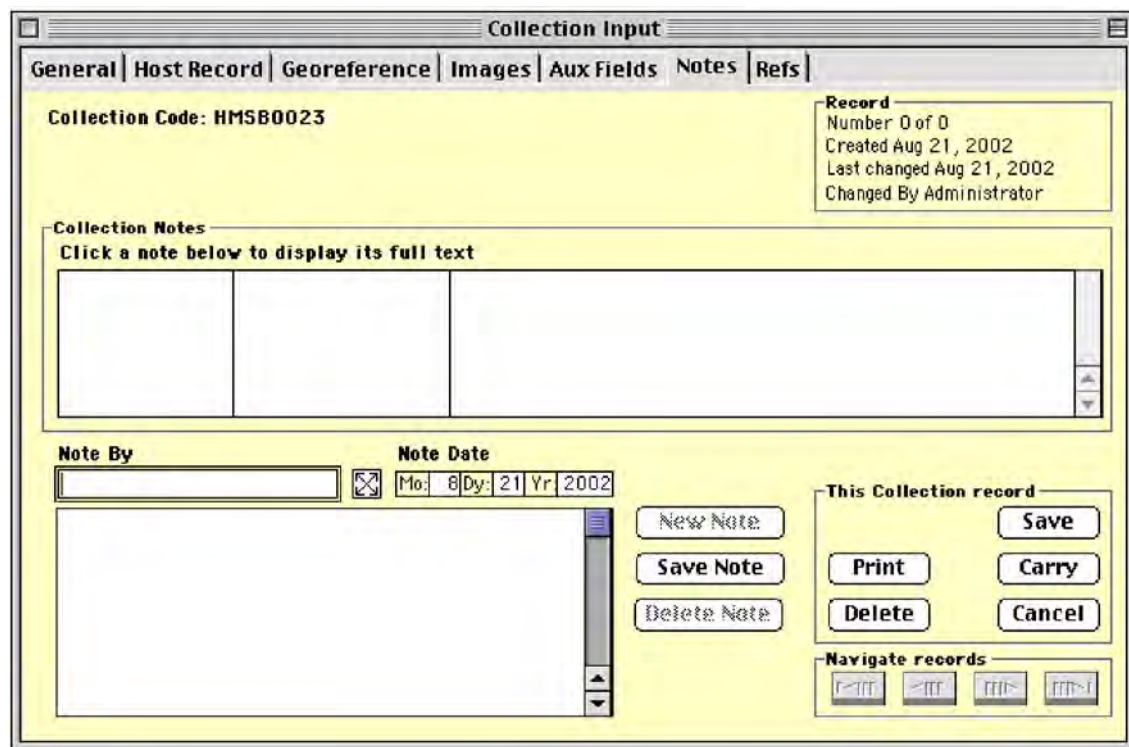 Collection Input
General Host Record Georeference Images Aux Fields Notes Refs
Collection Code: HMSB0023
Record
Number 0 of 0
Created Aug 21, 2002
Last changed Aug 21, 2002
Changed By Administrator
Collection Notes
Click a note below to display its full text
Note By Note Date
Mo: 8 Dy: 21 Yr: 2002
New Note
Save Note
Delete Note
This Collection record
Save
Print Carry
Delete Cancel
Navigate records